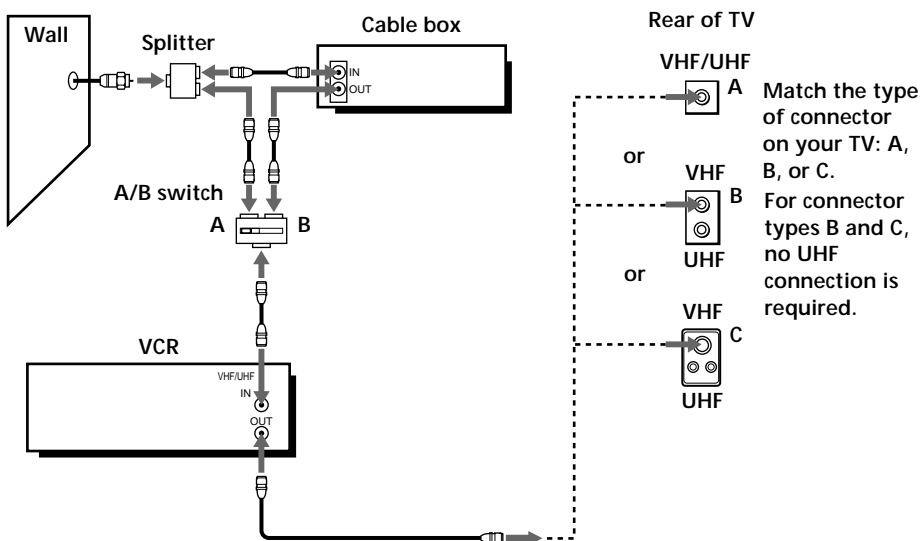 Wall
Splitter
Cable box
IN
OUT
A/B switch
A
B
VCR
VHF/UHF
IN
OUT
Rear of TV
VHF/UHF
A
or
VHF
B
UHF
or
VHF
C
UHF
Match the type
of connector
on your TV: A,
B, or C.
For connector
types B and C,
no UHF
connection is
required.